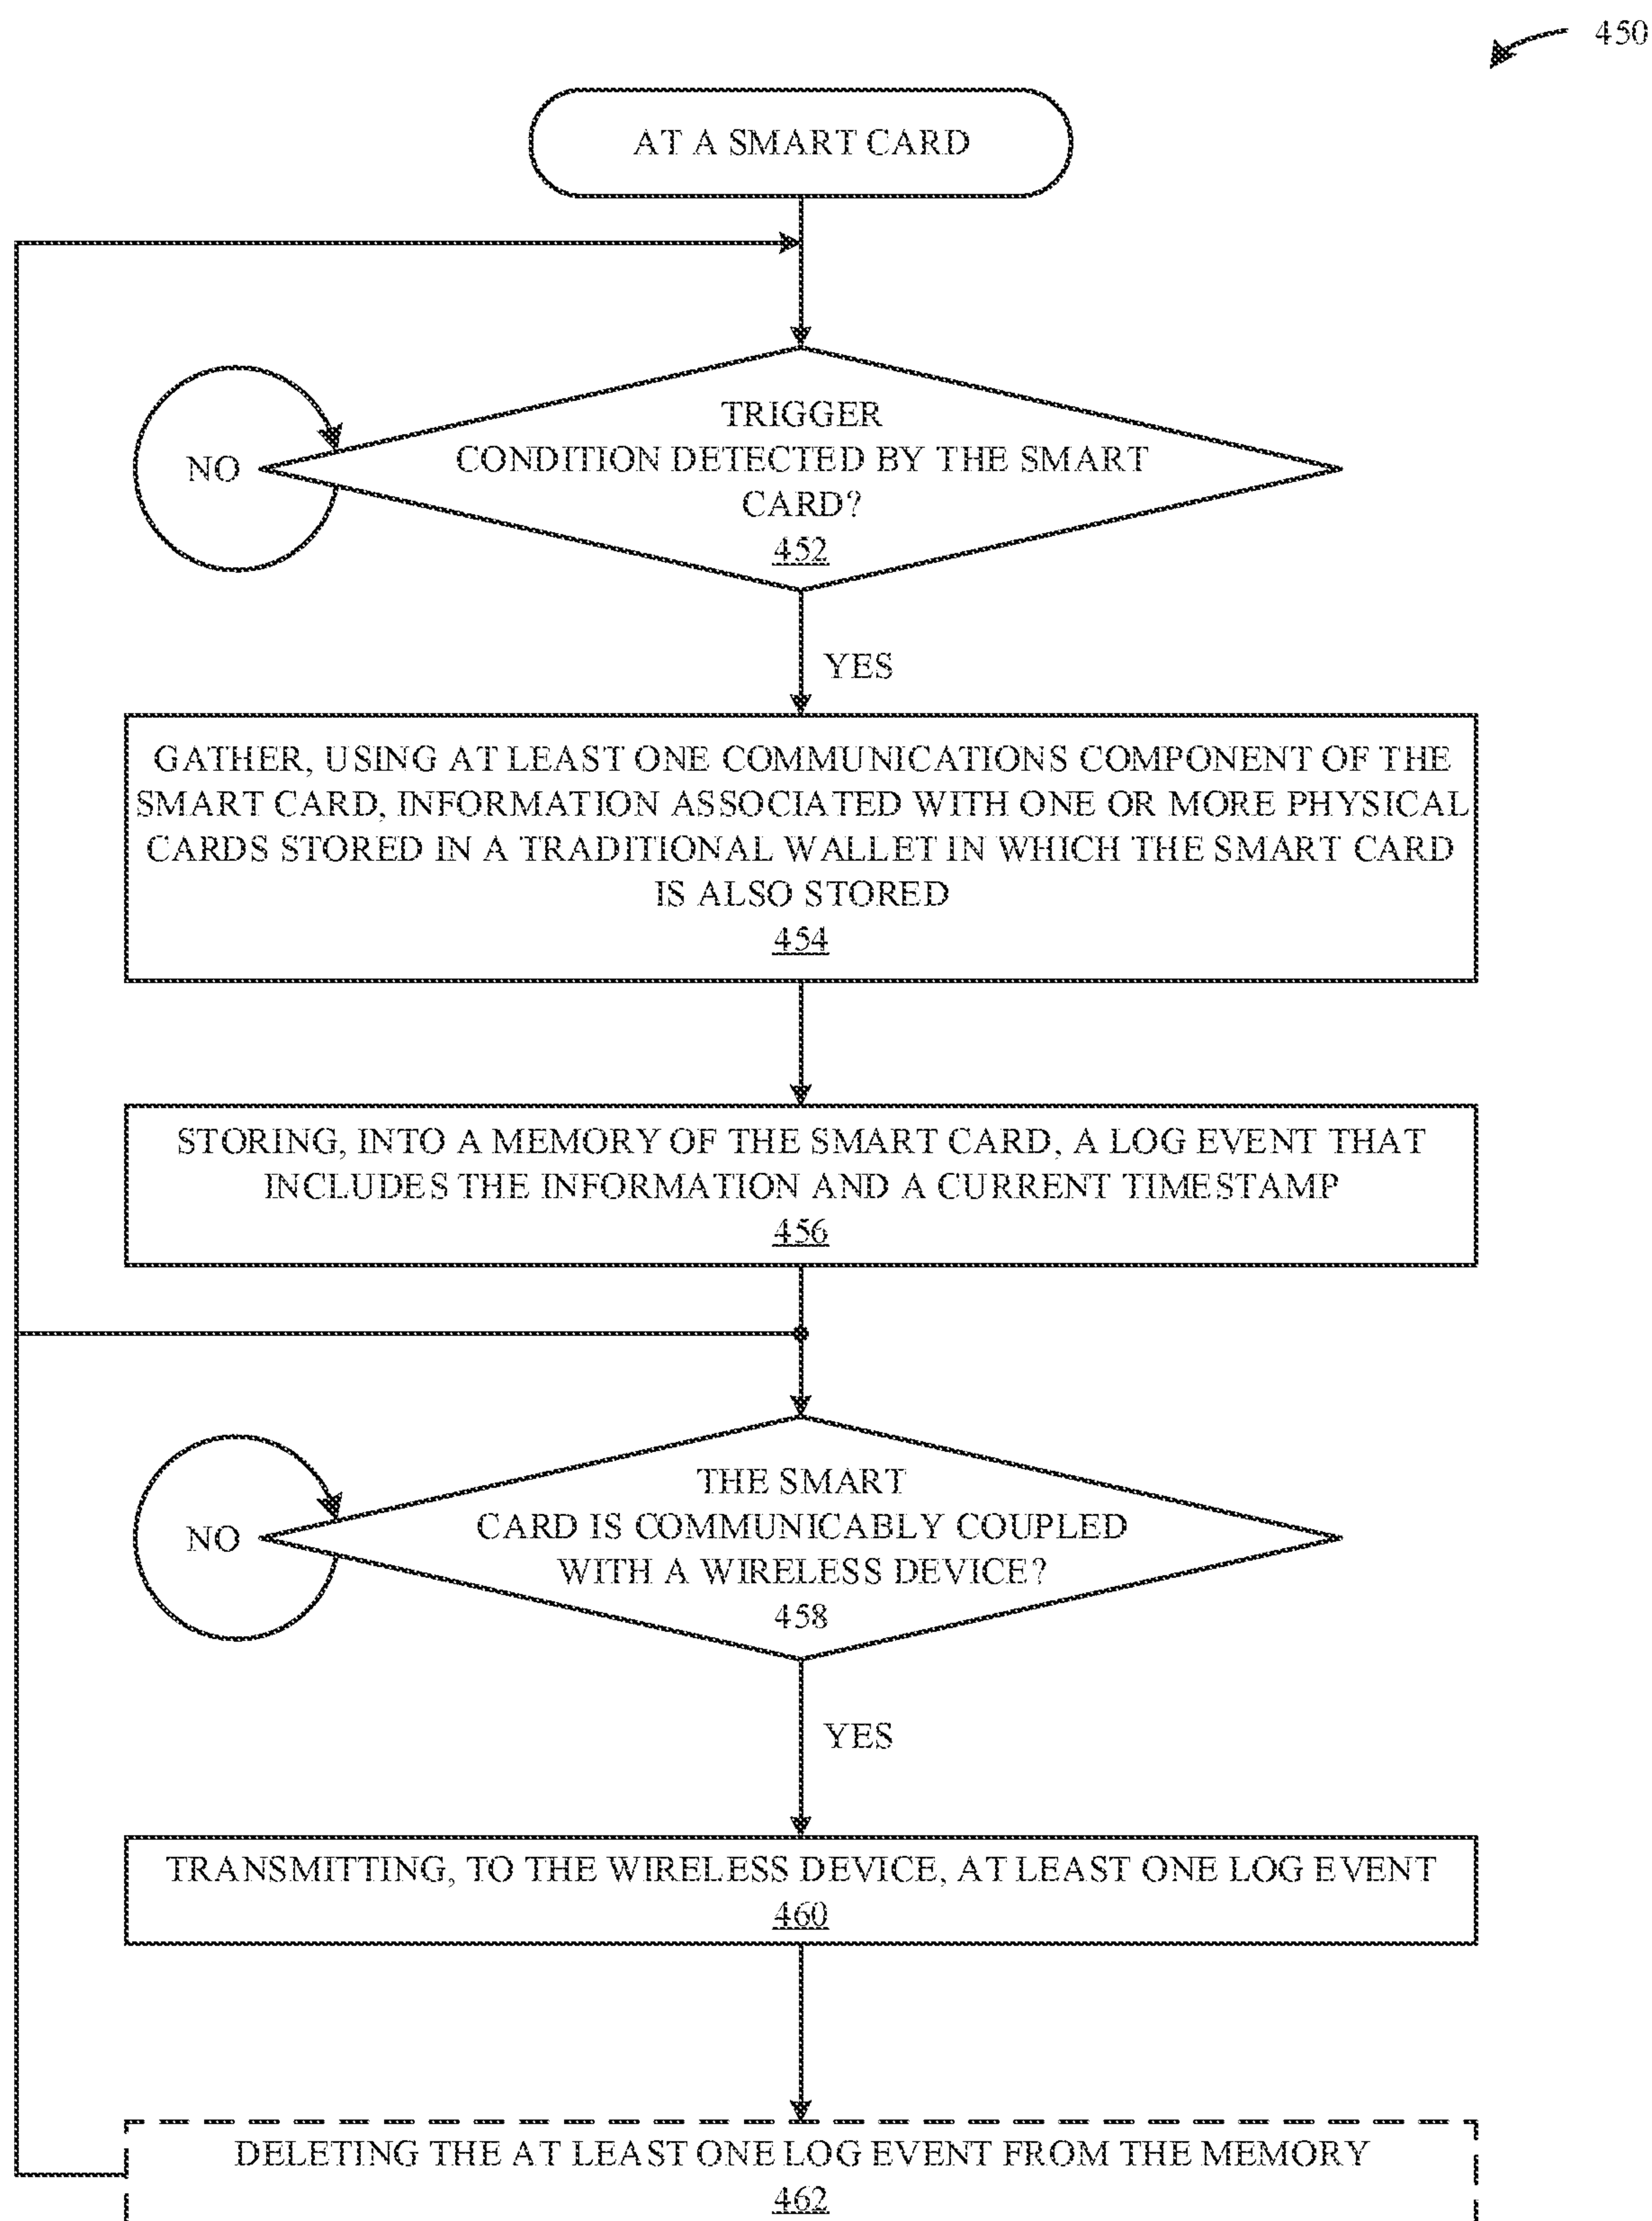 450
AT A SMART CARD
TRIGGER
CONDITION DETECTED BY THE SMART
CARD?
452
NO
YES
GATHER, USING AT LEAST ONE COMMUNICATIONS COMPONENT OF THE
SMART CARD, INFORMATION ASSOCIATED WITH ONE OR MORE PHYSICAL
CARDS STORED IN A TRADITIONAL WALLET IN WHICH THE SMART CARD
IS ALSO STORED
454
STORING, INTO A MEMORY OF THE SMART CARD, A LOG EVENT THAT
INCLUDES THE INFORMATION AND A CURRENT TIMESTAMP
456
THE SMART
CARD IS COMMUNICABLY COUPLED
WITH A WIRELESS DEVICE?
458
NO
YES
TRANSMITTING, TO THE WIRELESS DEVICE, AT LEAST ONE LOG EVENT
460
DELETING THE AT LEAST ONE LOG EVENT FROM THE MEMORY
462